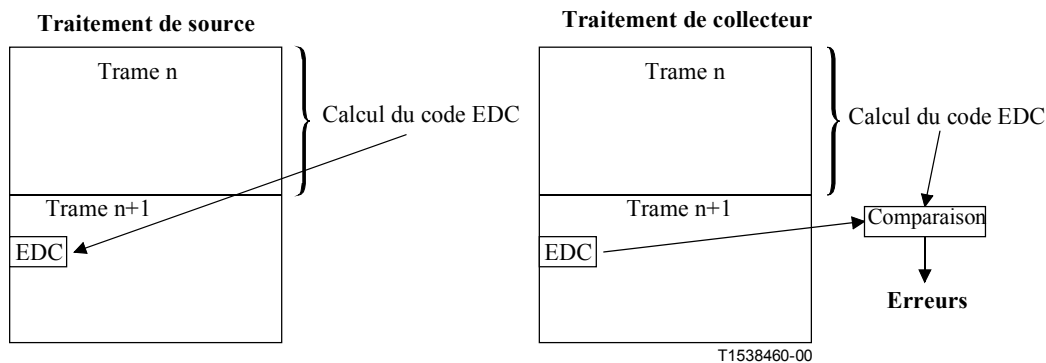 Traitement de source
Trame n
Calcul du code EDC
Trame n+1
EDC
Traitement de collecteur
Trame n
Calcul du code EDC
Trame n+1
Comparaison
EDC
Erreurs
T1538460-00